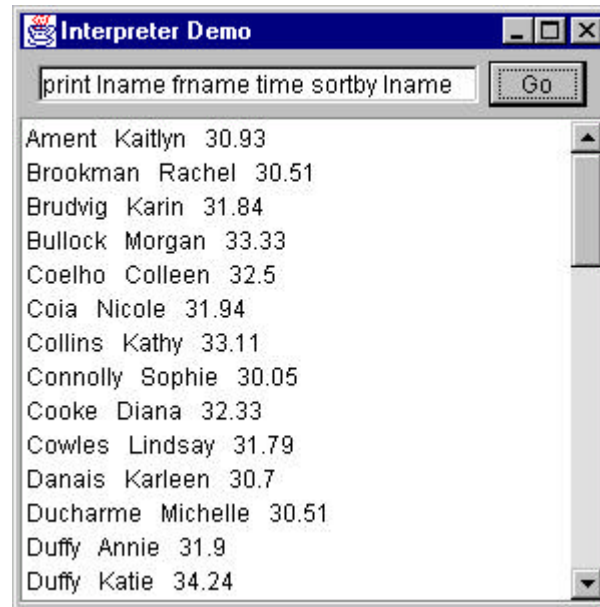 Interpreter Demo
print lname frname time sortby lname
Go
Ament Kaitlyn 30.93
Brookman Rachel 30.51
Brudvig Karin 31.84
Bullock Morgan 33.33
Coelho Colleen 32.5
Coia Nicole 31.94
Collins Kathy 33.11
Connolly Sophie 30.05
Cooke Diana 32.33
Cowles Lindsay 31.79
Danais Karleen 30.7
Ducharme Michelle 30.51
Duffy Annie 31.9
Duffy Katie 34.24